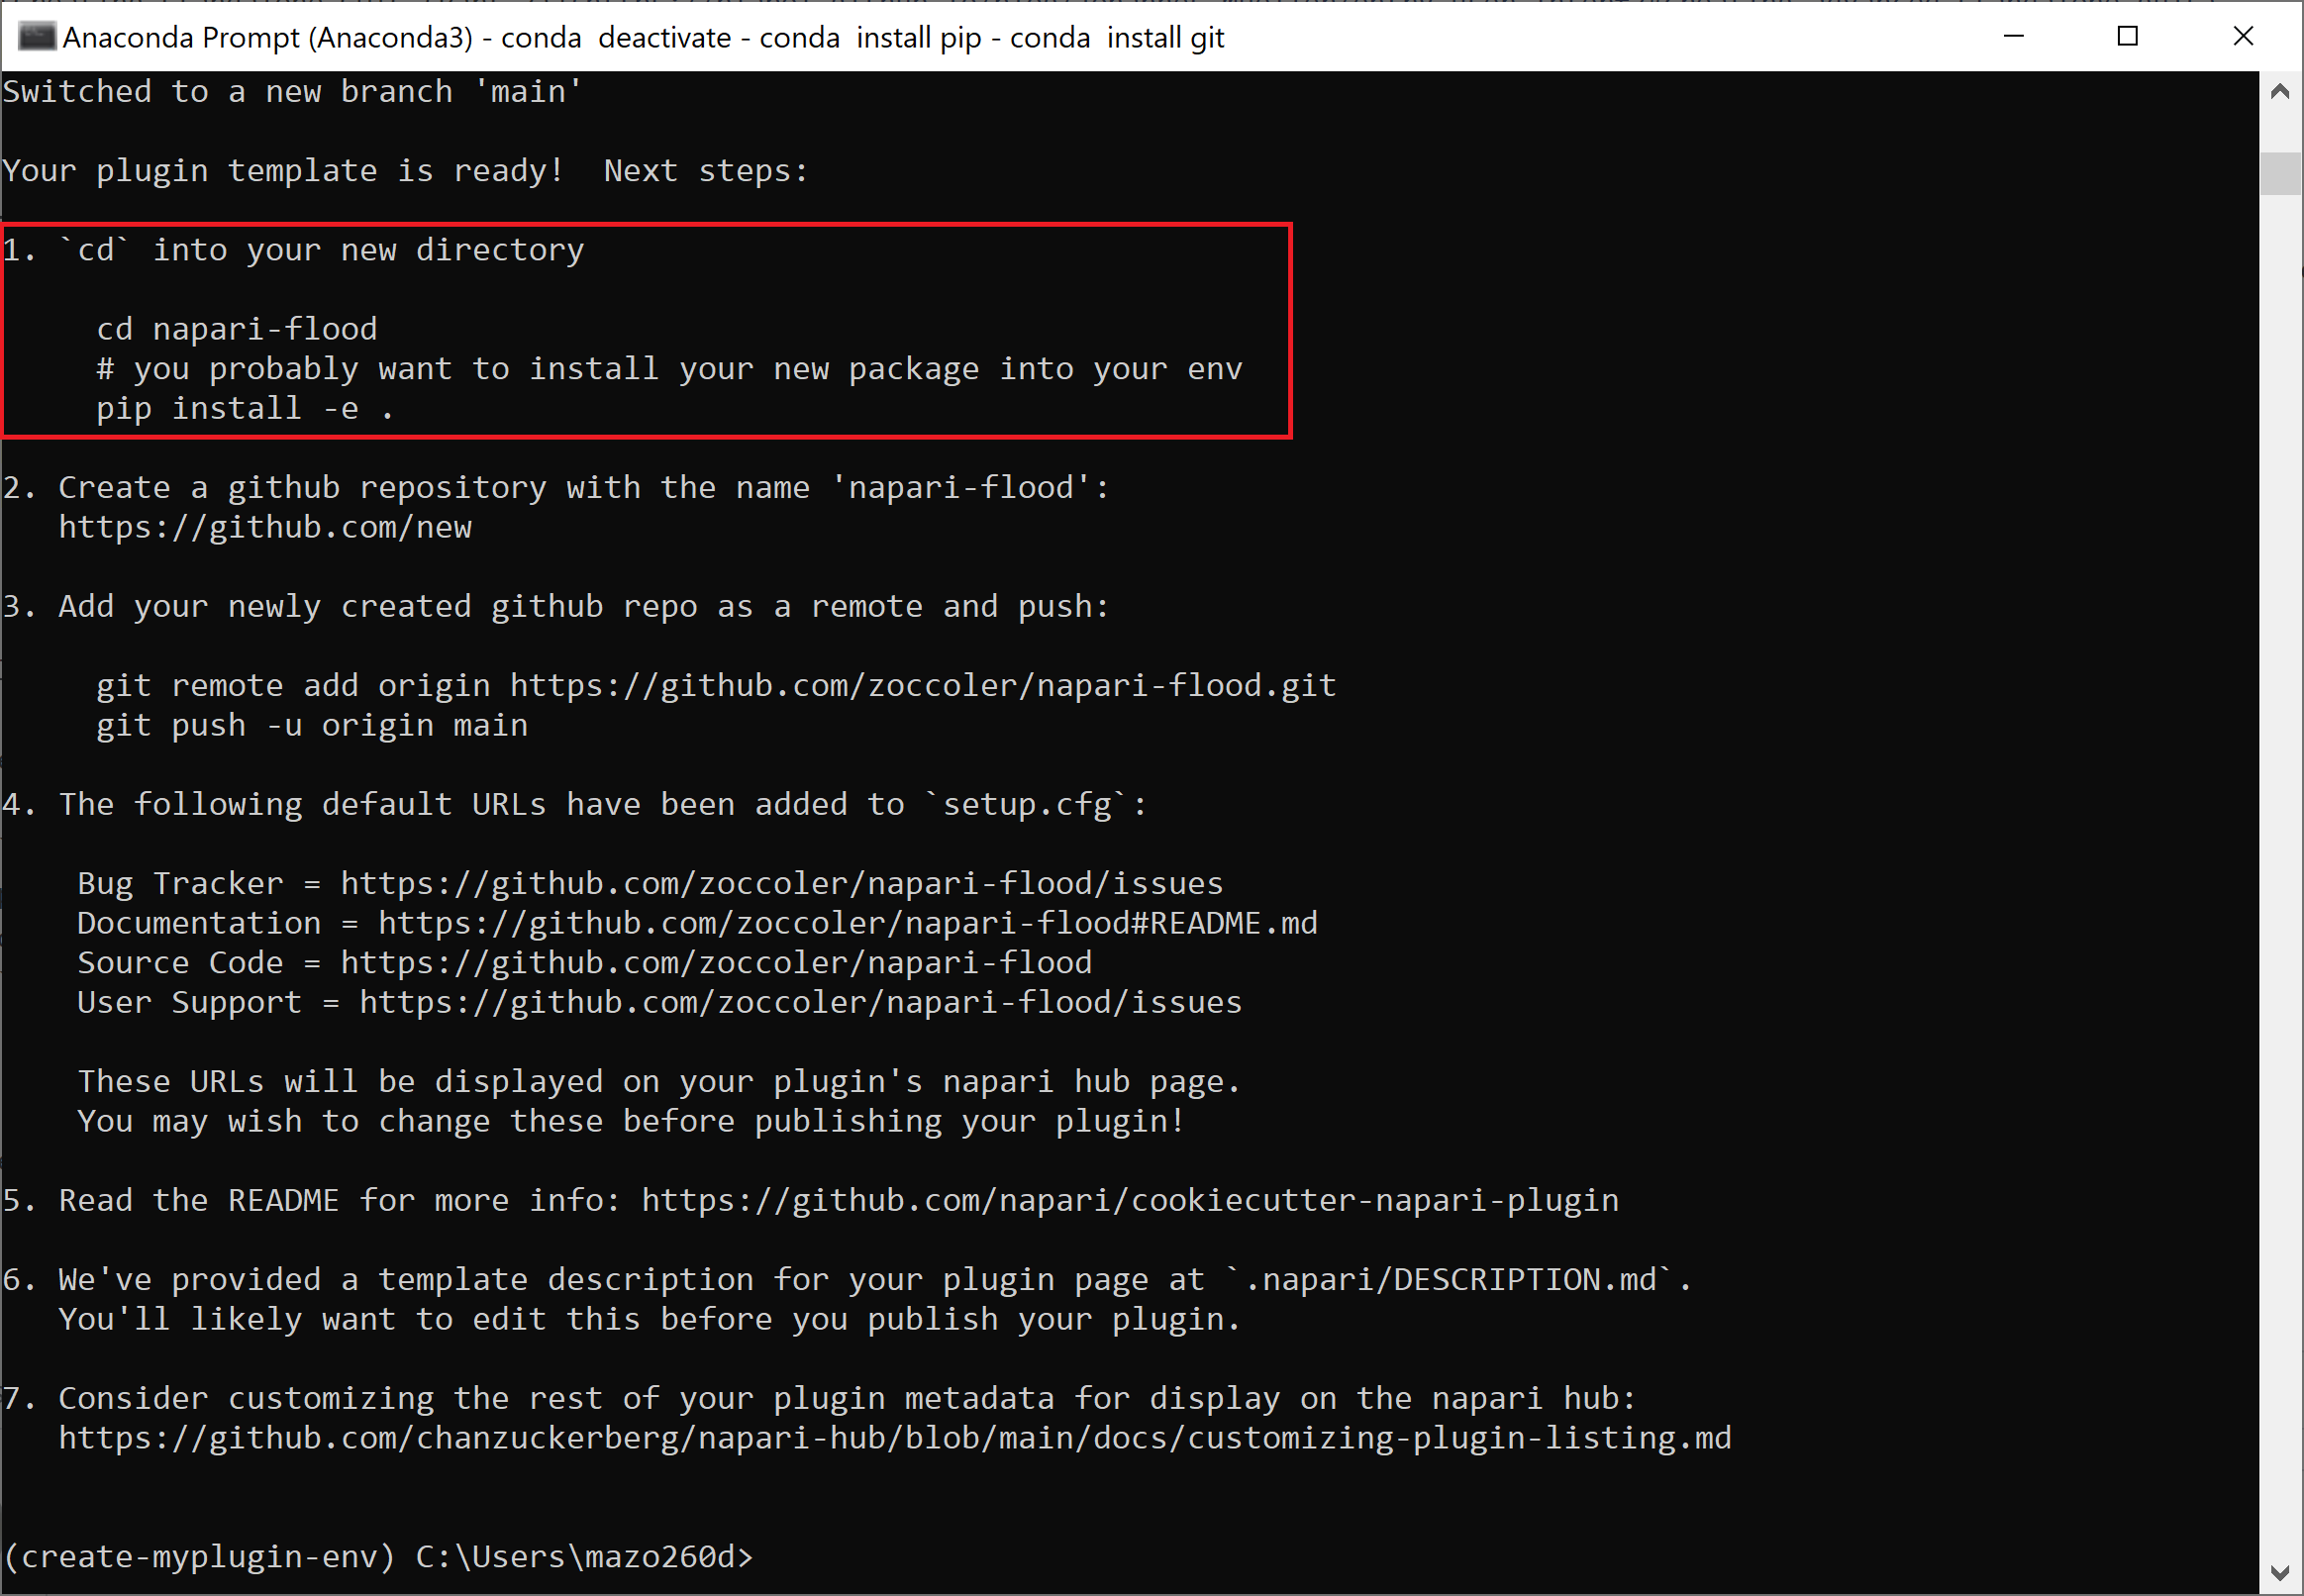 Anaconda Prompt (Anaconda3) - conda  deactivate - conda  install pip - conda  install git
Switched to a new branch 'main'
Your plugin template is ready!  Next steps:
1. `cd` into your new directory
cd napari-flood
# you probably want to install your new package into your env
pip install -e .
2. Create a github repository with the name 'napari-flood':
https://github.com/new
3. Add your newly created github repo as a remote and push:
git remote add origin https://github.com/zoccoler/napari-flood.git
git push -u origin main
4. The following default URLs have been added to `setup.cfg`:
Bug Tracker = https://github.com/zoccoler/napari-flood/issues
Documentation = https://github.com/zoccoler/napari-flood#README.md
Source Code = https://github.com/zoccoler/napari-flood
User Support = https://github.com/zoccoler/napari-flood/issues
These URLs will be displayed on your plugin's napari hub page.
You may wish to change these before publishing your plugin!
5. Read the README for more info: https://github.com/napari/cookiecutter-napari-plugin
6. We've provided a template description for your plugin page at `.napari/DESCRIPTION.md`.
You'll likely want to edit this before you publish your plugin.
7. Consider customizing the rest of your plugin metadata for display on the napari hub:
https://github.com/chanzuckerberg/napari-hub/blob/main/docs/customizing-plugin-listing.md
(create-myplugin-env) C:\Users\mazo260d>